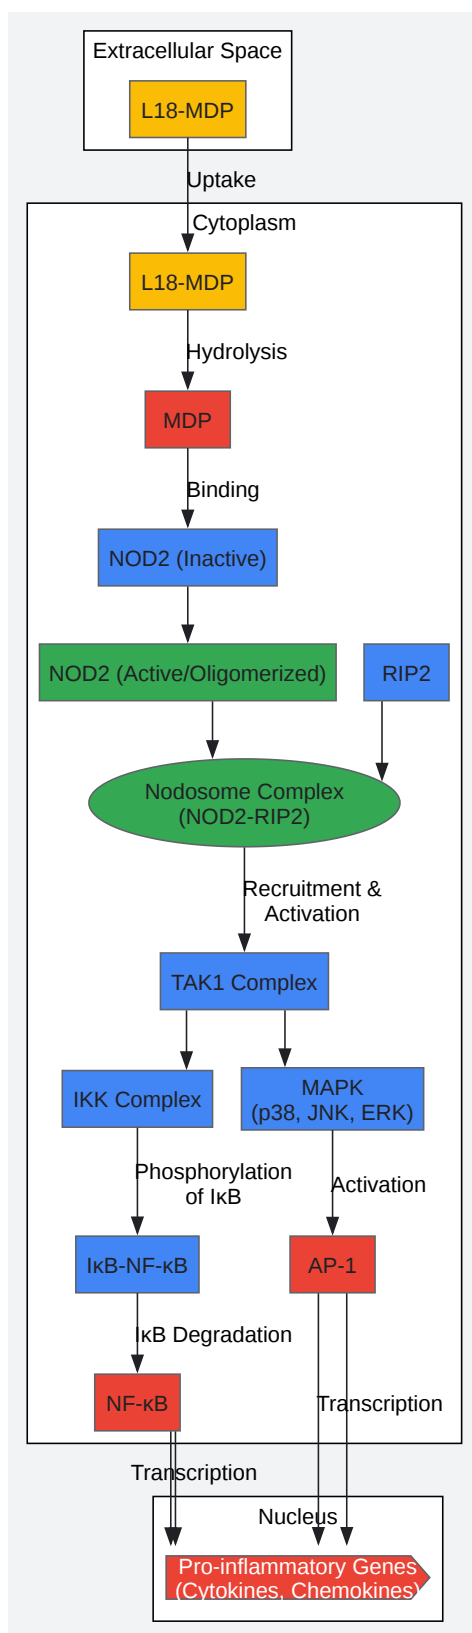 Extracellular Space
L18-MDP
Uptake
Cytoplasm
L18-MDP
Hydrolysis
MDP
Binding
NOD2 (Inactive)
NOD2 (Active/Oligomerized)
RIP2
Nodosome Complex
(NOD2-RIP2)
Recruitment &
Activation
TAK1 Complex
IKK Complex
MAPK
(p38, JNK, ERK)
Phosphorylation
of IκB
Activation
IκB-NF-κB
AP-1
IκB Degradation
NF-κB
Transcription
Transcription
Nucleus
Pro-inflammatory Genes
(Cytokines, Chemokines)